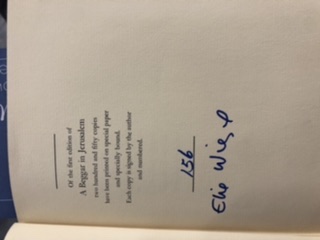 Of the first edition of
A Beggar in Jerusalem
two hundred and fifty copies
have been printed on special paper
and specially bound.
Each copy is signed by the author
and numbered.
156
Elie Wiesel